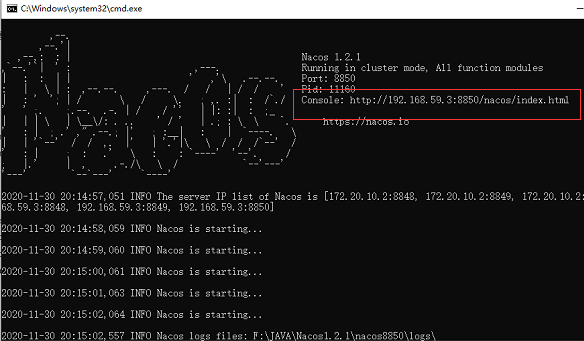 C:\Windows\system32\cmd.exe
Nacos 1.2.1
Running in cluster mode, All function modules
Port: 8850
Pid: 11160
Console: http://192.168.59.3:8850/nacos/index.html
https://nacos.io
2020-11-30 20:14:57,051 INFO The server IP list of Nacos is [172.20.10.2:8848, 172.20.10.2:8849, 172.20.10.2:
68.59.3:8848, 192.168.59.3:8849, 192.168.59.3:8850]
2020-11-30 20:14:58,059 INFO Nacos is starting...
2020-11-30 20:14:59,060 INFO Nacos is starting...
2020-11-30 20:15:00,061 INFO Nacos is starting...
2020-11-30 20:15:01,063 INFO Nacos is starting...
2020-11-30 20:15:02,064 INFO Nacos is starting...
2020-11-30 20:15:02,557 INFO Nacos logs files: F:\JAVA\Nacos1.2.1\nacos8850\logs\